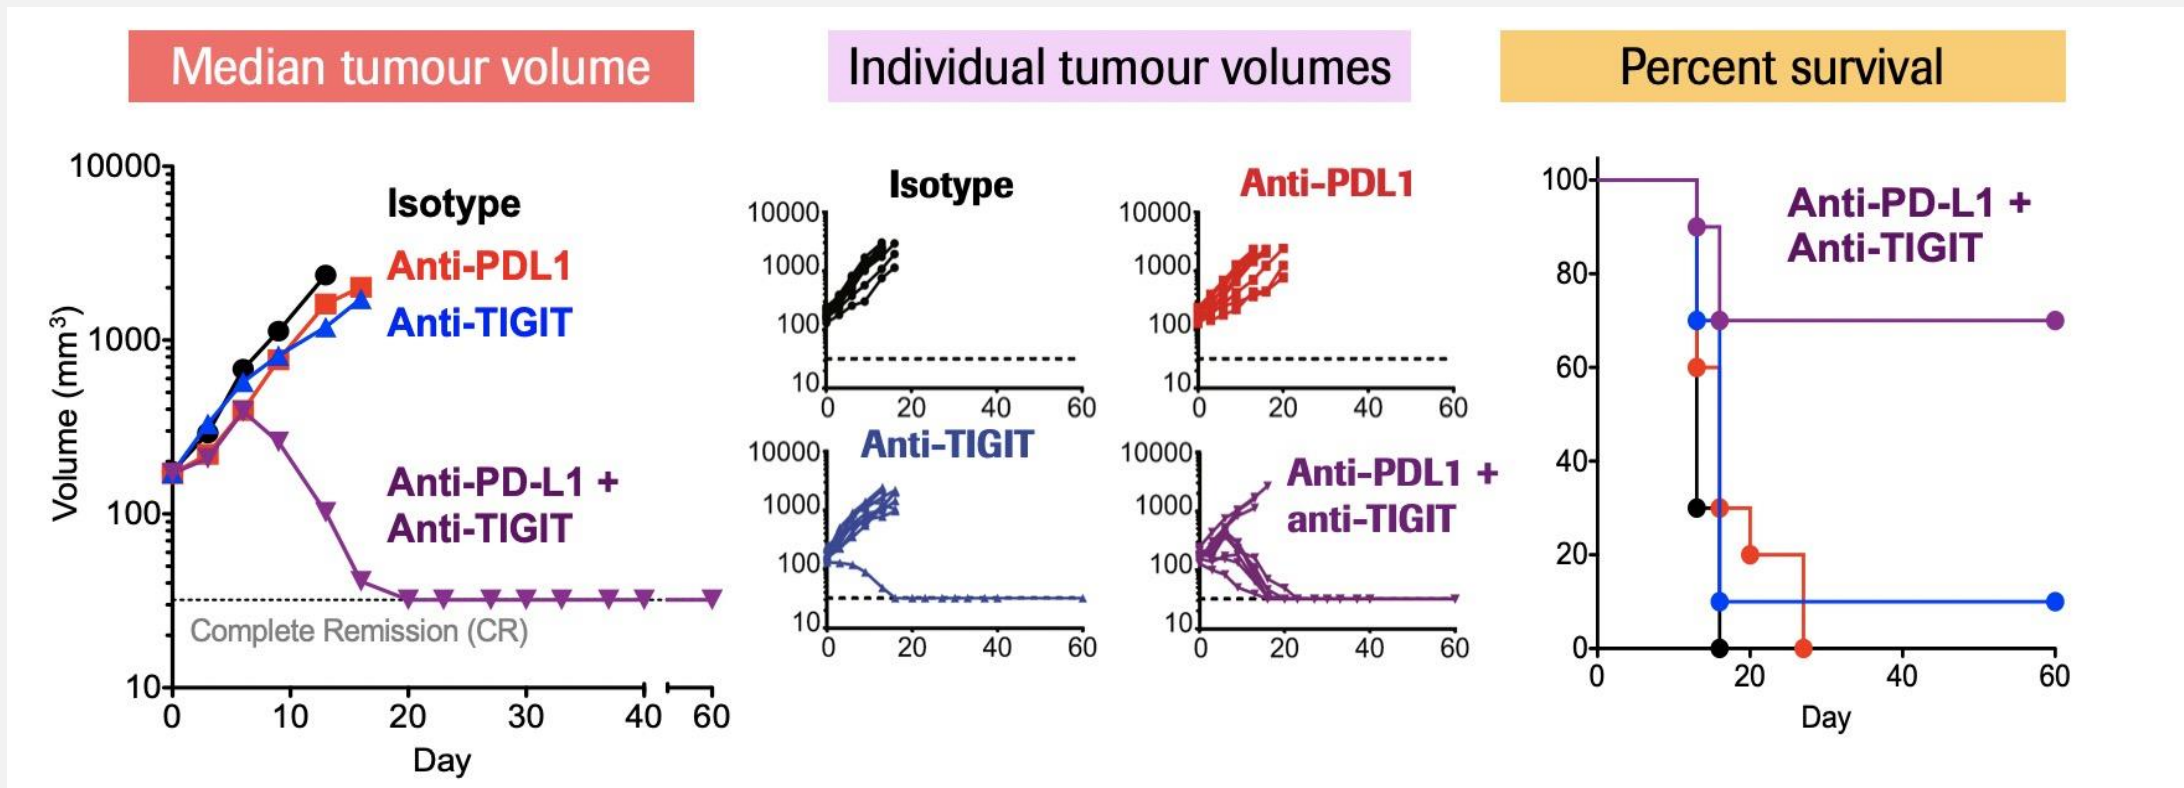 Median tumour volume
Individual tumour volumes
Percent survival
10000
1000
100
10
Volume (mm³)
0 10 20 30 40 60
Day
Isotype
Anti-PDL1
Anti-TIGIT
Anti-PD-L1 +
Anti-TIGIT
Complete Remission (CR)
Isotype
10000
1000
100
10
0 20 40 60
Anti-PDL1
10000
1000
100
10
0 20 40 60
Anti-TIGIT
10000
1000
100
10
0 20 40 60
Anti-PDL1 +
anti-TIGIT
10000
1000
100
10
0 20 40 60
100
80
60
40
20
0
Anti-PD-L1 +
Anti-TIGIT
0 20 40 60
Day